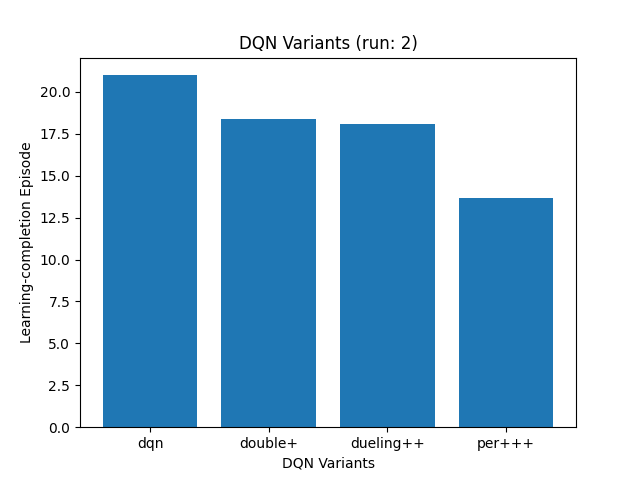 DQN Variants (run: 2)
Learning-completion Episode
20.0
17.5
15.0
12.5
10.0
7.5
5.0
2.5
0.0
dqn double+ dueling++ per+++
DQN Variants